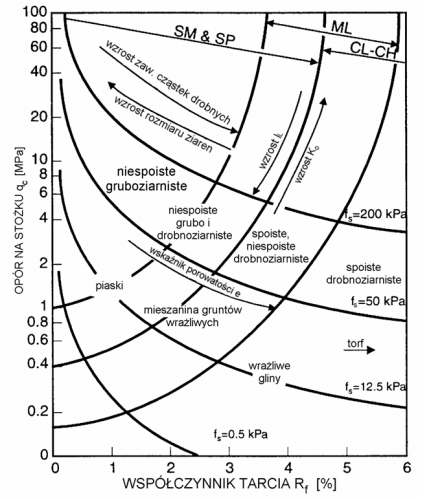 OPÓR NA STOŻKU qc [MPa]
100
80
60
40
20
10
8
6
4
2
1
0.8
0.6
0.4
0.2
0
SM & SP
ML
CL-CH
wzrost zaw. cząstek drobnych
wzrost rozmiaru ziaren
wzrost IL
wzrost Ko
niespoiste
gruboziarniste
niespoiste
grubo i
drobnoziarniste
spoiste,
niespoiste
drobnoziarniste
fs=200 kPa
wskaźnik porowatości e
spoiste
drobnoziarniste
piaski
fs=50 kPa
mieszanina gruntów
wrażliwych
torf
wrażliwe
gliny
fs=12.5 kPa
fs=0.5 kPa
0 1 2 3 4 5 6
WSPÓŁCZYNNIK TARCIA Rf [%]